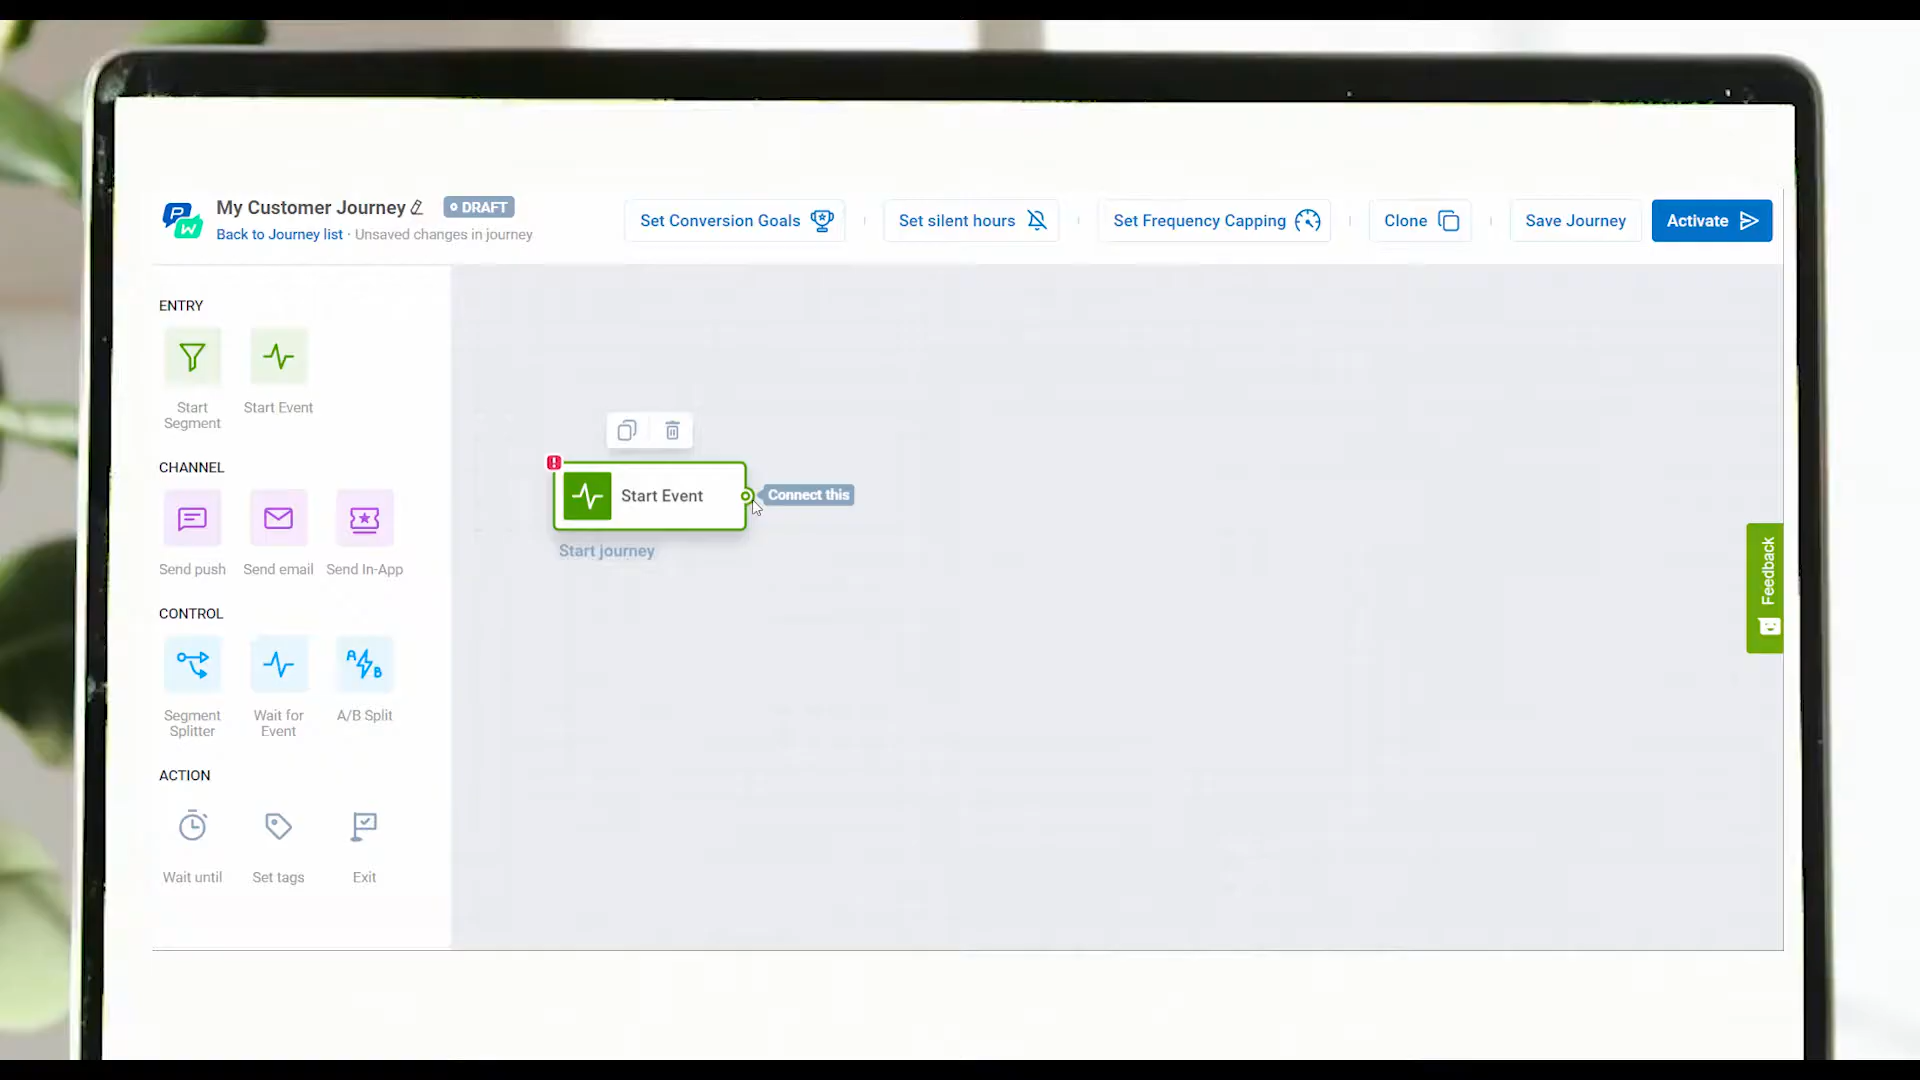 My Customer Journey
DRAFT
Back to Journey list · Unsaved changes in journey
Set Conversion Goals
Set silent hours
Set Frequency Capping
Clone
Save Journey
Activate
ENTRY
Start
Segment
Start Event
CHANNEL
Send push
Send email
Send In-App
CONTROL
Segment
Splitter
Wait for
Event
A/B Split
A B
ACTION
Wait until
Set tags
Exit
P
W
!
Start Event
Connect this
Start journey
Feedback